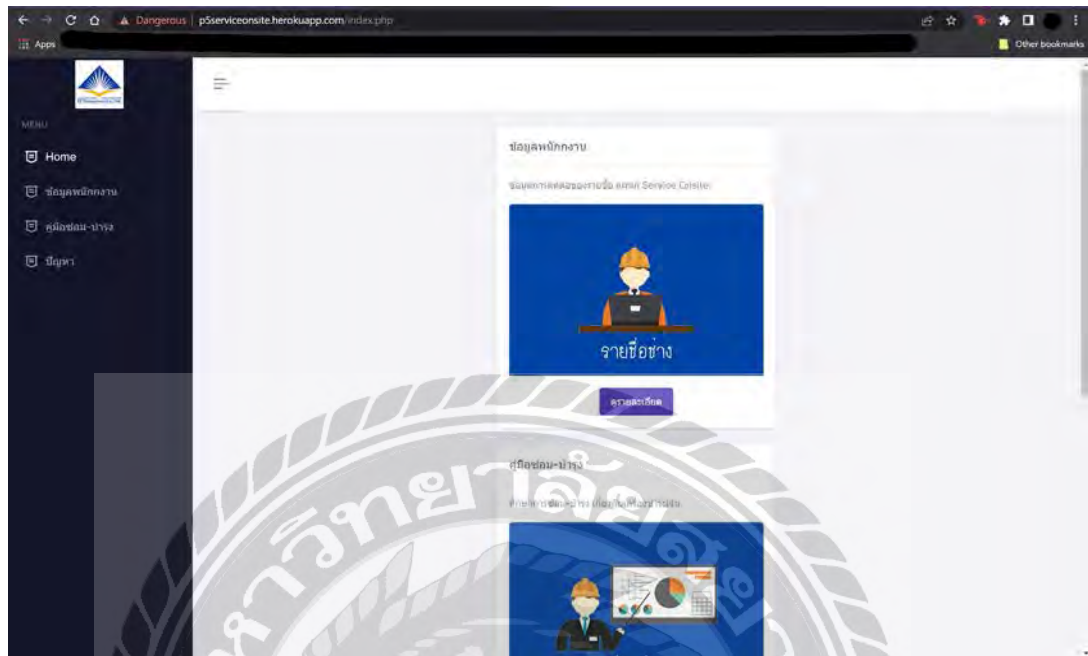 Dangerous p5serviceonsite.herokuapp.com/index.php
Apps
Other bookmarks
MENU
Home
ข้อมูลพนักงาน
คู่มือซ่อม-บำรุง
ปัญหา
ข้อมูลพนักงาน
Service
รายชื่อช่าง
ดูรายละเอียด
คู่มือซ่อม-บำรุง